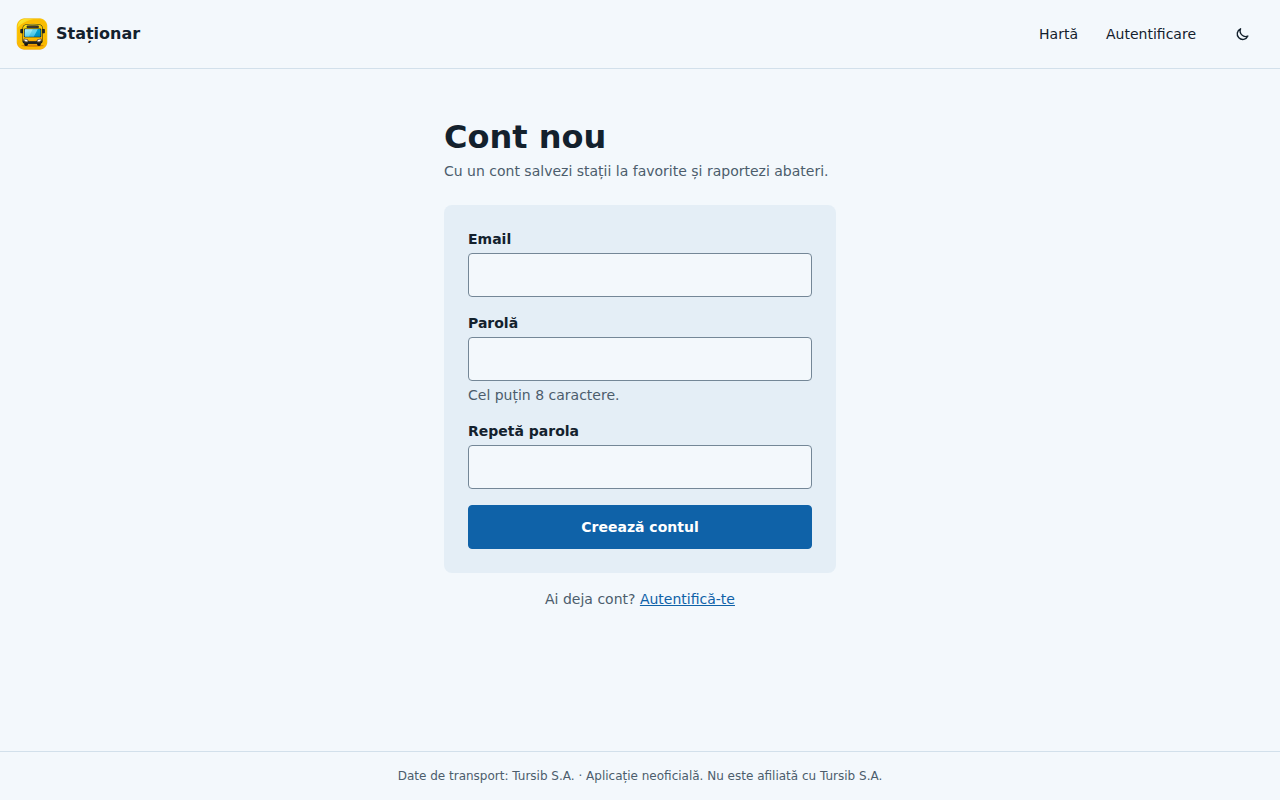 Staționar
Hartă
Autentificare
Cont nou
Cu un cont salvezi stații la favorite și raportezi abateri.
Email
Parolă
Cel puțin 8 caractere.
Repetă parola
Creează contul
Ai deja cont? Autentifică-te
Date de transport: Tursib S.A. · Aplicație neoficială. Nu este afiliată cu Tursib S.A.